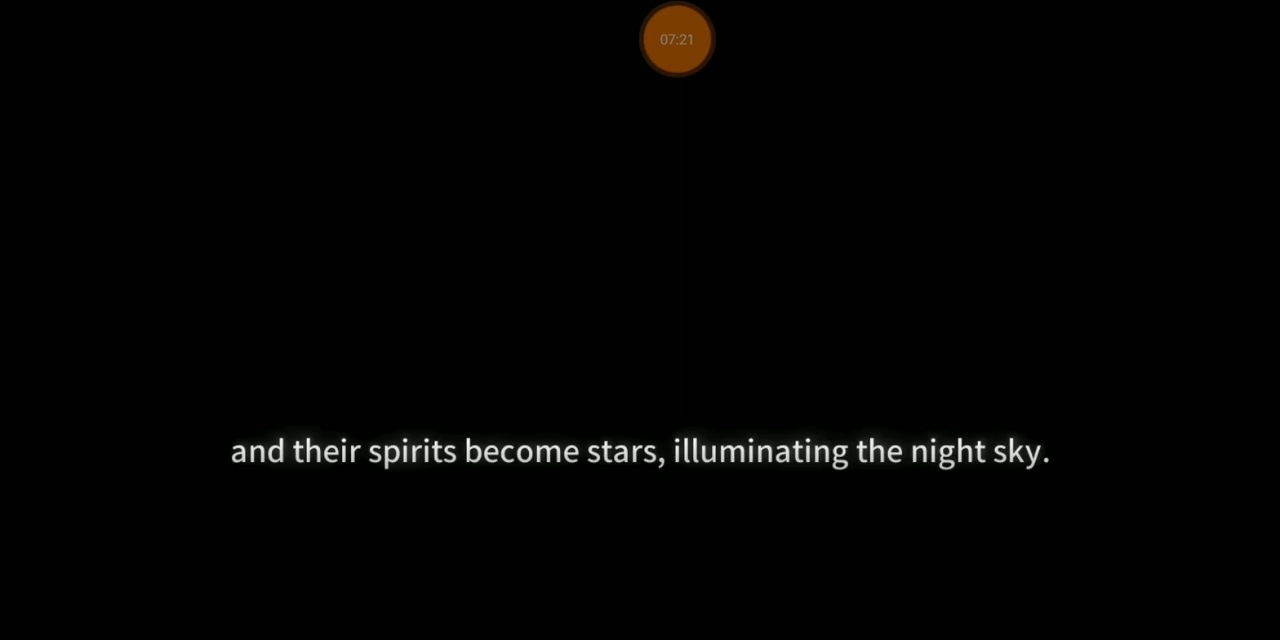 07:21
and their spirits become stars, illuminating the night sky.